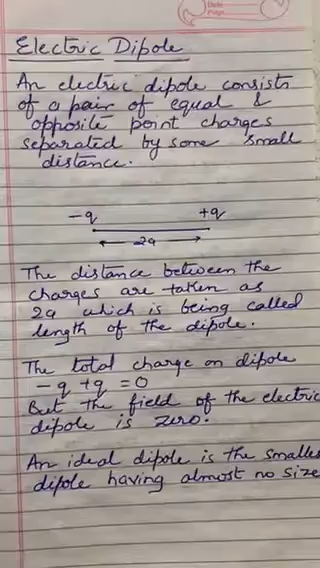 Date
Page
Electric Dipole
An electric dipole consists
of a pair of equal &
opposite point charges
separated by some small
distance.
-q +q
2a
The distance between the
charges are taken as
2a which is being called
length of the dipole.
The total charge on dipole
-q +q = 0
But the field of the electric
dipole is zero.
An ideal dipole is the smalles
dipole having almost no size